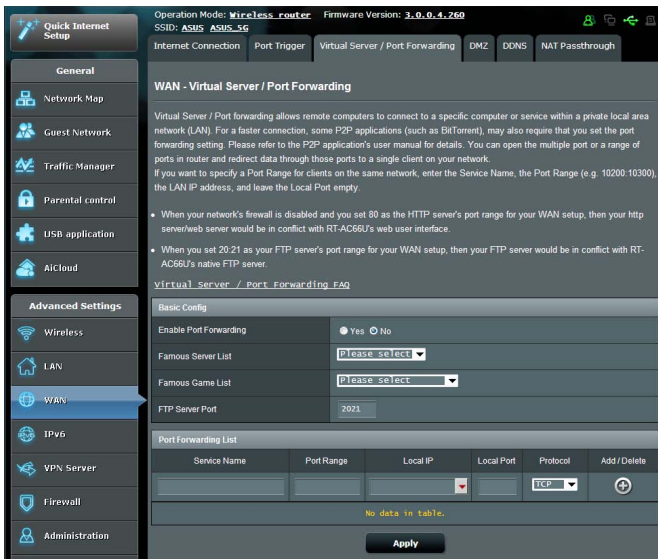 Quick Internet
Setup
Operation Mode: Wireless router Firmware Version: 3.0.0.4.260
SSID: ASUS ASUS_5G
Internet Connection Port Trigger Virtual Server / Port Forwarding DMZ DDNS NAT Passthrough
General
Network Map
Guest Network
Traffic Manager
Parental control
USB application
AiCloud
Advanced Settings
Wireless
LAN
WAN
IPv6
VPN Server
Firewall
Administration
WAN - Virtual Server / Port Forwarding
Virtual Server / Port forwarding allows remote computers to connect to a specific computer or service within a private local area
network (LAN). For a faster connection, some P2P applications (such as BitTorrent), may also require that you set the port
forwarding setting. Please refer to the P2P application's user manual for details. You can open the multiple port or a range of
ports in router and redirect data through those ports to a single client on your network.
If you want to specify a Port Range for clients on the same network, enter the Service Name, the Port Range (e.g. 10200:10300),
the LAN IP address, and leave the Local Port empty.
• When your network's firewall is disabled and you set 80 as the HTTP server's port range for your WAN setup, then your http
server/web server would be in conflict with RT-AC66U's web user interface.
• When you set 20:21 as your FTP server's port range for your WAN setup, then your FTP server would be in conflict with RT-
AC66U's native FTP server.
Virtual Server / Port Forwarding FAQ
Basic Config
Enable Port Forwarding Yes No
Famous Server List Please select
Famous Game List Please select
FTP Server Port 2021
Port Forwarding List
Service Name Port Range Local IP Local Port Protocol Add / Delete
TCP
No data in table.
Apply